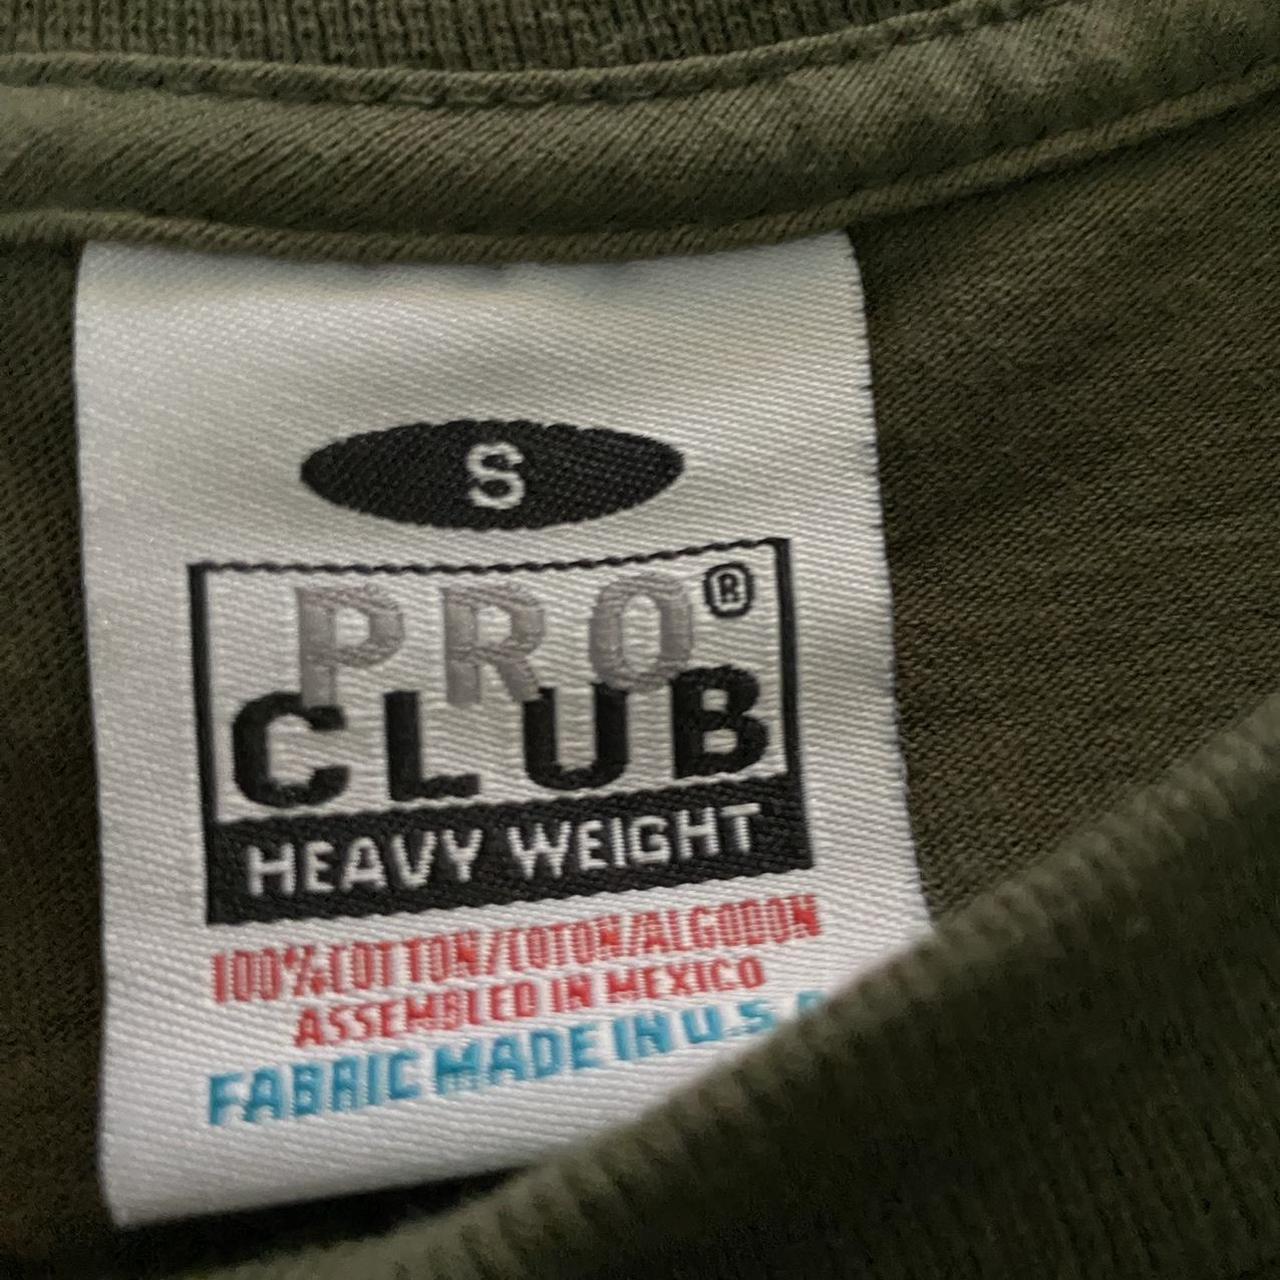 S
PRO®
CLUB
HEAVY WEIGHT
100%COTTON/COTON/ALGODON
ASSEMBLED IN MEXICO
FABRIC MADE IN U.S.